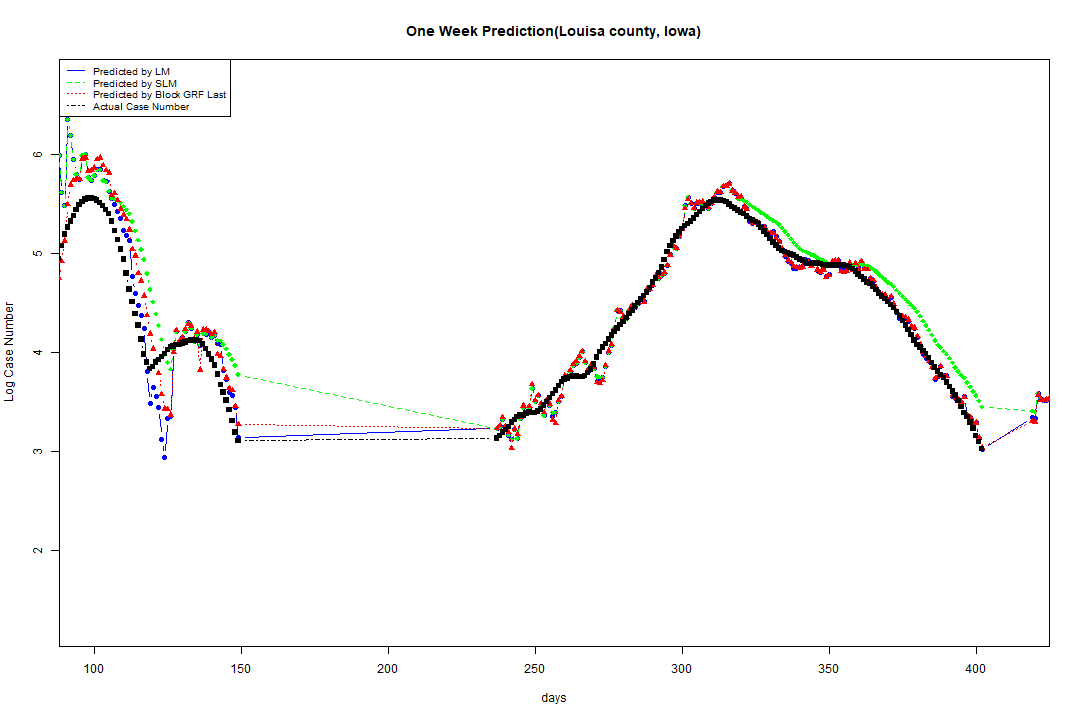 One Week Prediction(Louisa county, Iowa)
Predicted by LM
Predicted by SLM
Predicted by Block GRF Last
Actual Case Number
6
5
4
3
2
Log Case Number
100 150 200 250 300 350 400
days